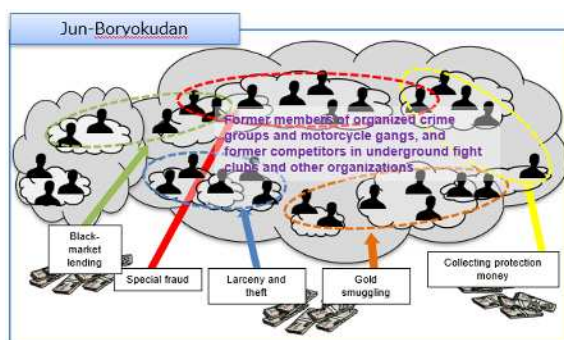 Jun-Boryokudan
Former members of organized crime
groups and motorcycle gangs, and
former competitors in underground fight
clubs and other organizations
Black-
market
lending
Special fraud
Larceny and
theft
Gold
smuggling
Collecting protection
money